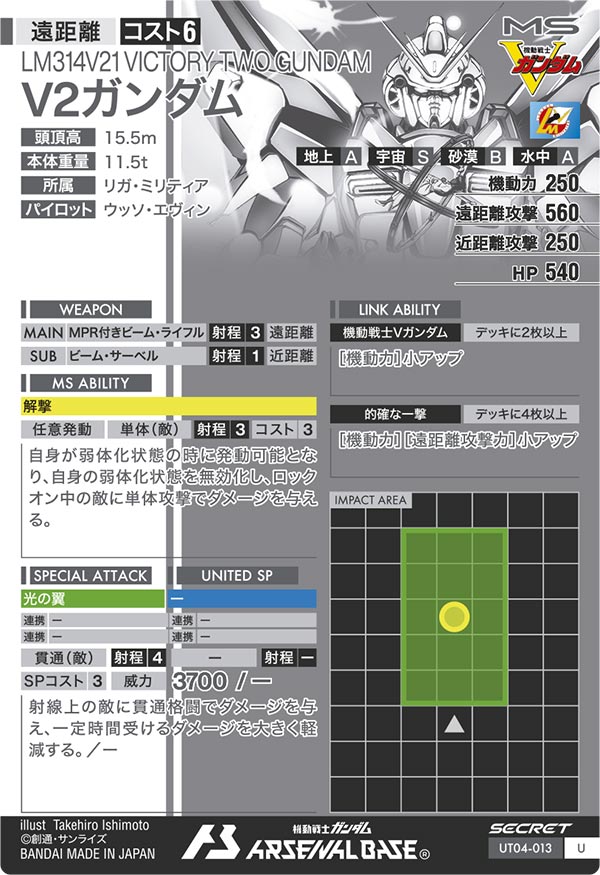 遠距離 コスト6
MS
機動戦士
Vガンダム
LM314V21 VICTORY TWO GUNDAM
V2ガンダム
LM
頭頂高 15.5m
本体重量 11.5t
所属 リガ・ミリティア
パイロット ウッソ・エヴィン
地上 A 宇宙 S 砂漠 B 水中 A
機動力 250
遠距離攻撃 560
近距離攻撃 250
HP 540
WEAPON
MAIN MPR付きビーム・ライフル 射程 3 遠距離
SUB ビーム・サーベル 射程 1 近距離
MS ABILITY
解撃
任意発動 単体(敵) 射程 3 コスト 3
自身が弱体化状態の時に発動可能とな
り、自身の弱体化状態を無効化し、ロック
オン中の敵に単体攻撃でダメージを与え
る。
LINK ABILITY
機動戦士Vガンダム デッキに2枚以上
[機動力]小アップ
的確な一撃 デッキに4枚以上
[機動力][遠距離攻撃力]小アップ
IMPACT AREA
SPECIAL ATTACK UNITED SP
光の翼 ー
連携 ー 連携 ー
連携 ー 連携 ー
貫通(敵) 射程 4 ー 射程 ー
SPコスト 3 威力 3700 / ー
射線上の敵に貫通格闘でダメージを与
え、一定時間受けるダメージを大きく軽
減する。/ー
illust Takehiro Ishimoto
©創通・サンライズ
BANDAI MADE IN JAPAN
機動戦士ガンダム
ARSENAL BASE®
SECRET
UT04-013 U